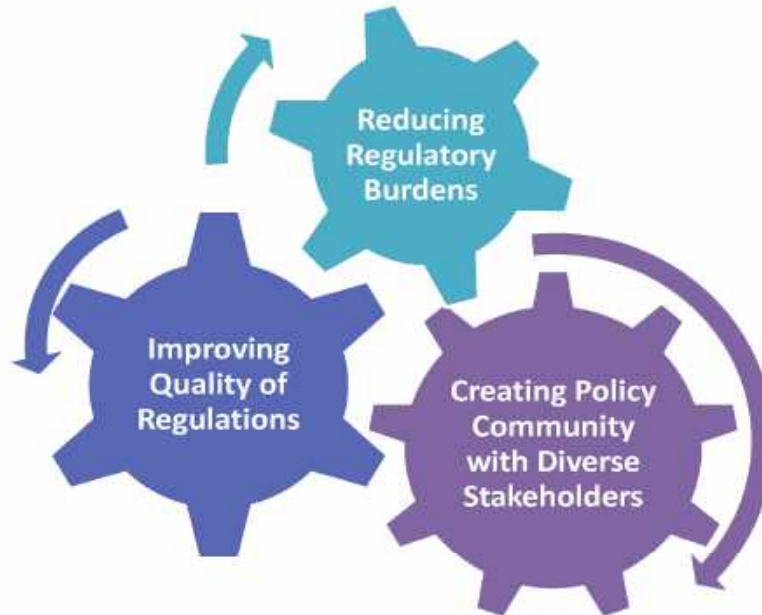 Reducing
Regulatory
Burdens
Improving
Quality of
Regulations
Creating Policy
Community
with Diverse
Stakeholders